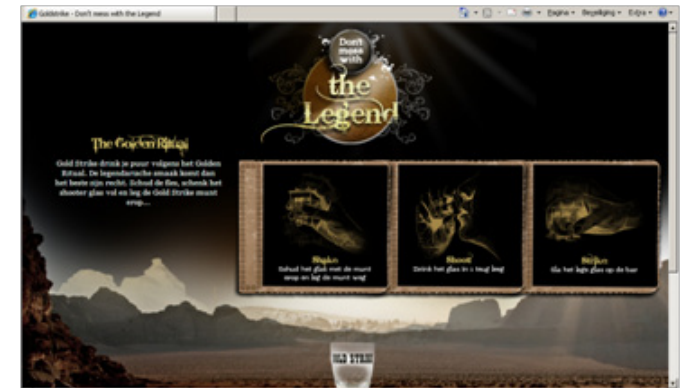 Goldstrike - Don't mess with the Legend
Pagina
Beveiliging
Extra
Don't
mess
with
the
Legend
The Golden Ritual
Gold Strike drink je puur volgens het Golden
Ritual. De legendarische smaak komt dan
het beste zijn recht. Schud de fles, schenk het
shooter glas vol en leg de Gold Strike munt
erop...
Shake
Schud het glas met de munt
erop en leg de munt weg
Shoot
Drink het glas in 1 teug leeg
Strike
Sla het lege glas op de bar
GOLD STRIKE